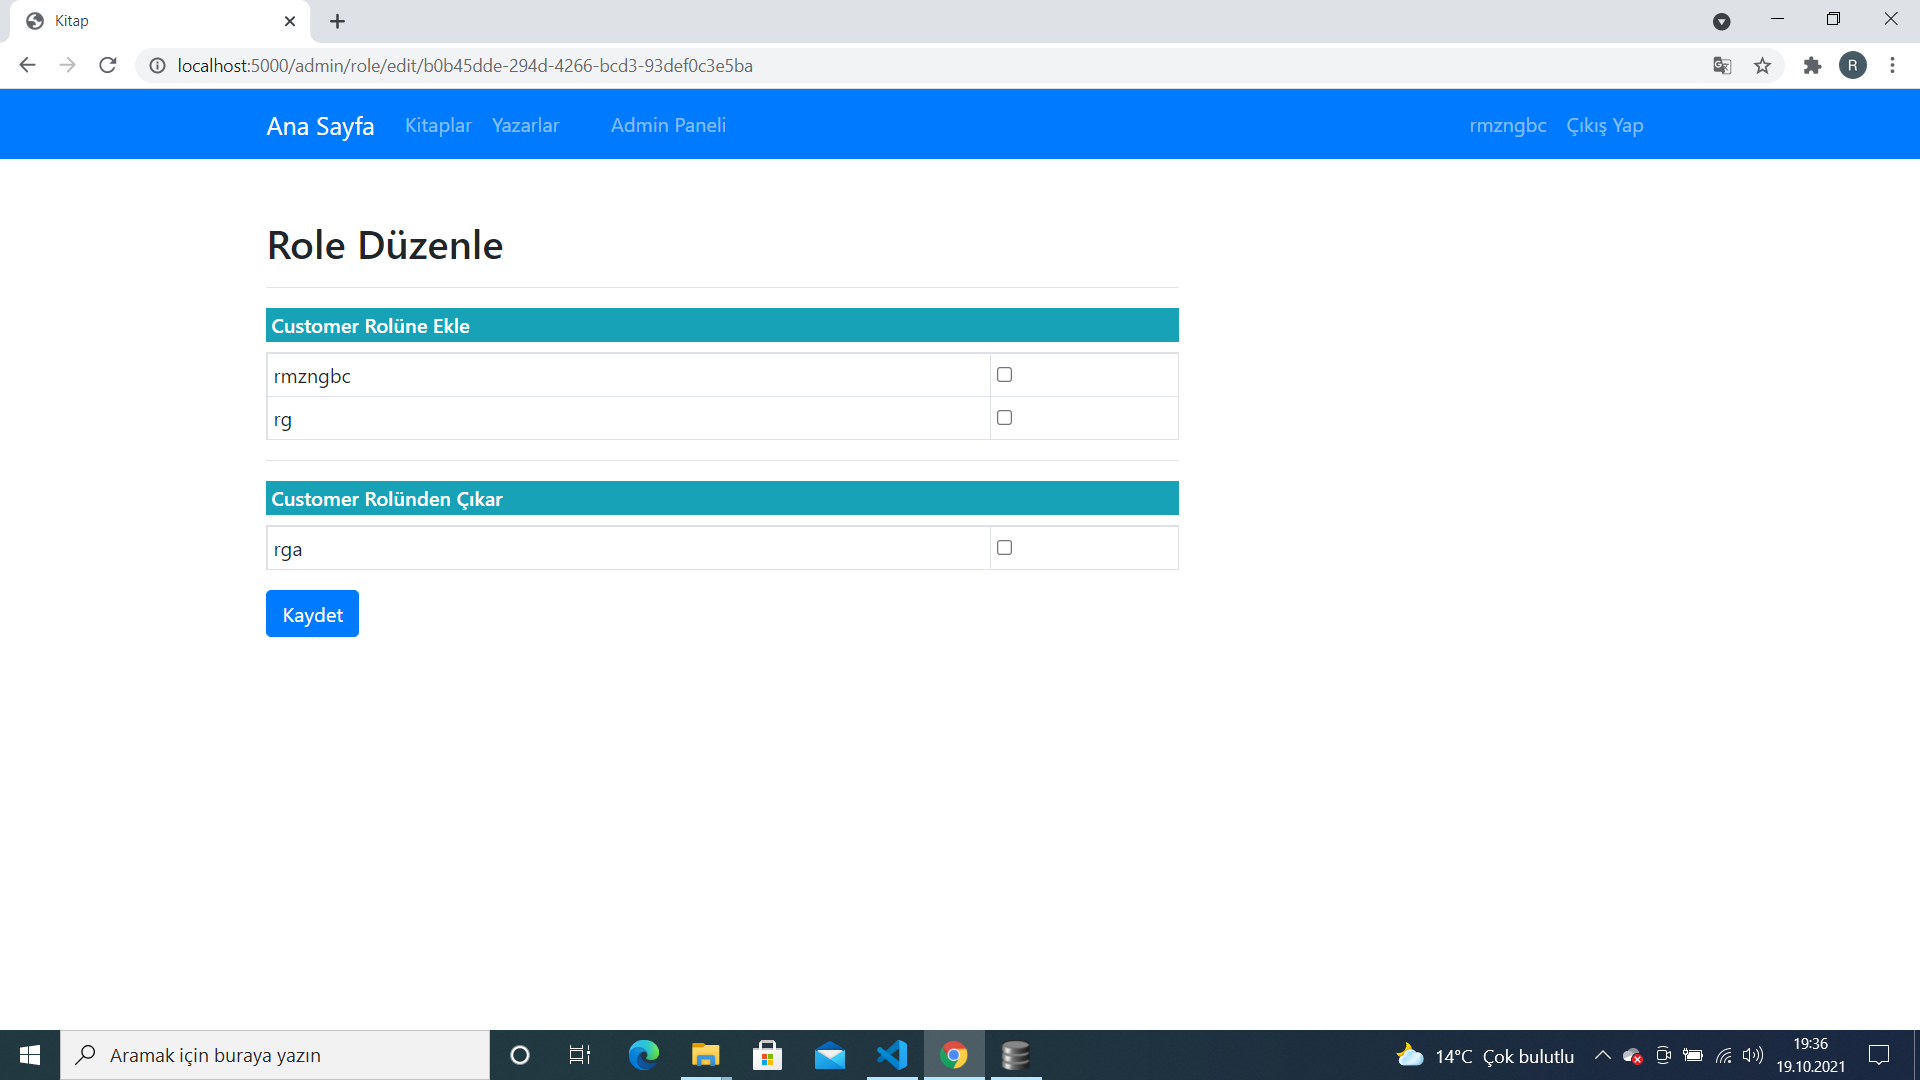 Kitap
localhost:5000/admin/role/edit/b0b45dde-294d-4266-bcd3-93def0c3e5ba
R
Ana Sayfa Kitaplar Yazarlar Admin Paneli rmzngbc Çıkış Yap
Role Düzenle
Customer Rolüne Ekle
rmzngbc
rg
Customer Rolünden Çıkar
rga
Kaydet
Aramak için buraya yazın
14°C Çok bulutlu
19:36
19.10.2021